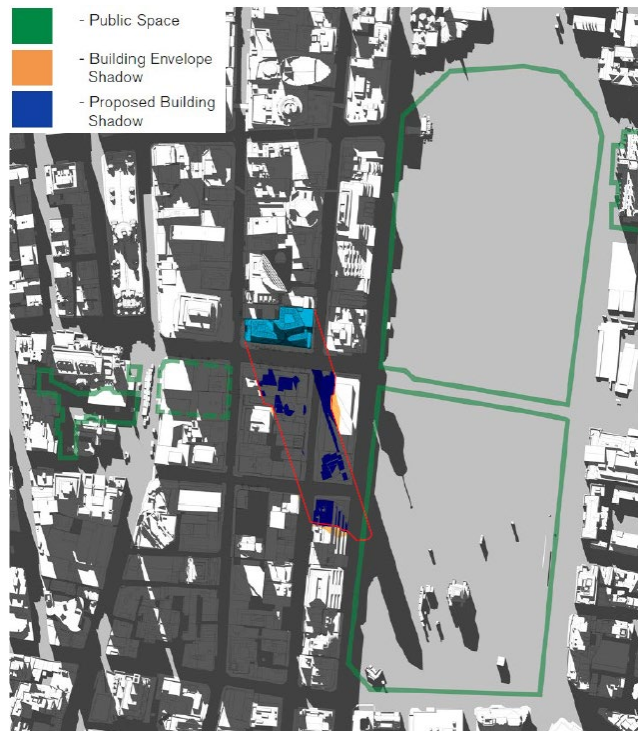 - Public Space
- Building Envelope
Shadow
- Proposed Building
Shadow